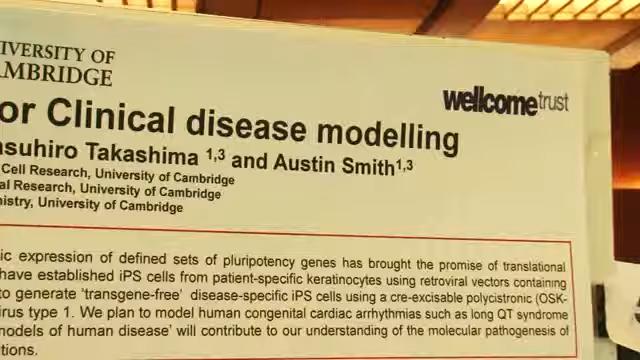 IVERSITY OF
AMBRIDGE
wellcometrust
or Clinical disease modelling
asuhiro Takashima 1,3 and Austin Smith1,3
Cell Research, University of Cambridge
al Research, University of Cambridge
nistry, University of Cambridge
ic expression of defined sets of pluripotency genes has brought the promise of translational
have established iPS cells from patient-specific keratinocytes using retroviral vectors containing
to generate 'transgene-free' disease-specific iPS cells using a cre-excisable polycistronic (OSK-
irus type 1. We plan to model human congenital cardiac arrhythmias such as long QT syndrome
models of human disease' will contribute to our understanding of the molecular pathogenesis of
tions.